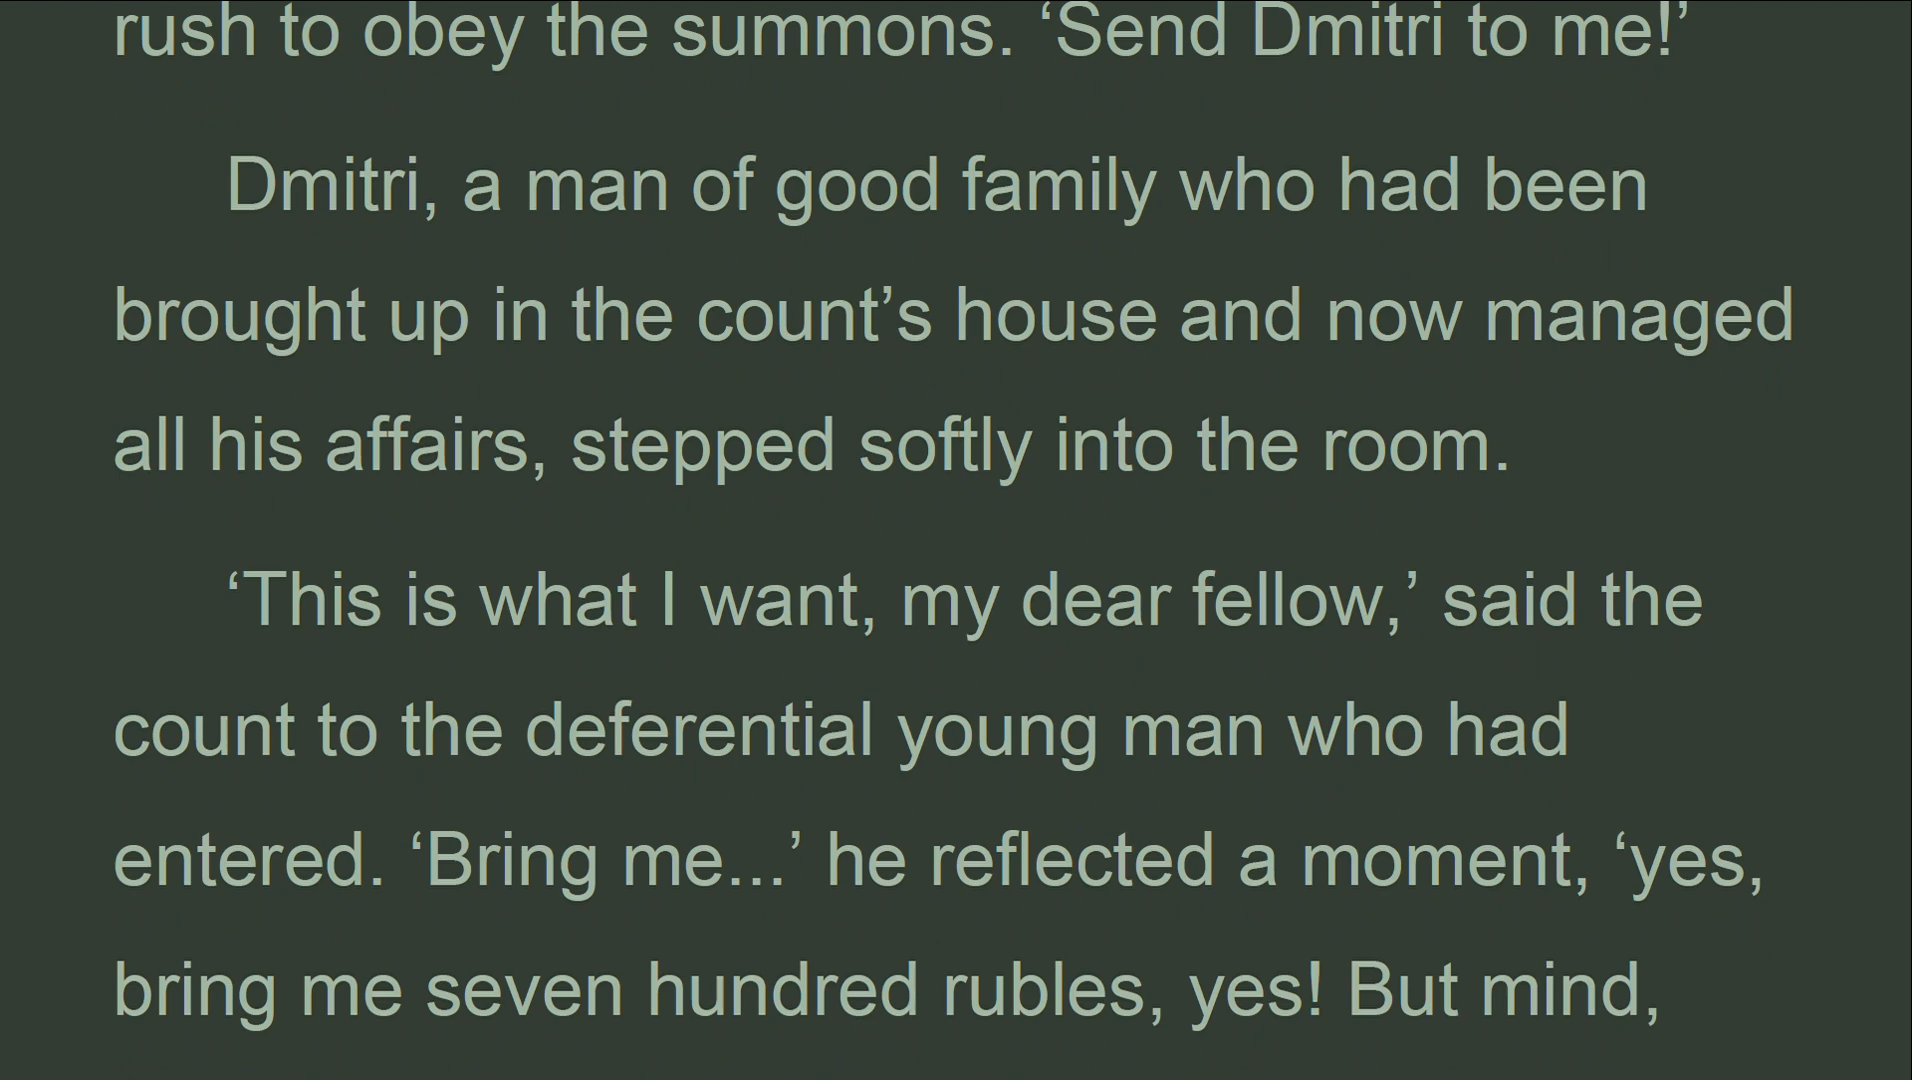 rush to obey the summons. ‘Send Dmitri to me!’
Dmitri, a man of good family who had been
brought up in the count’s house and now managed
all his affairs, stepped softly into the room.
‘This is what I want, my dear fellow,’ said the
count to the deferential young man who had
entered. ‘Bring me...’ he reflected a moment, ‘yes,
bring me seven hundred rubles, yes! But mind,